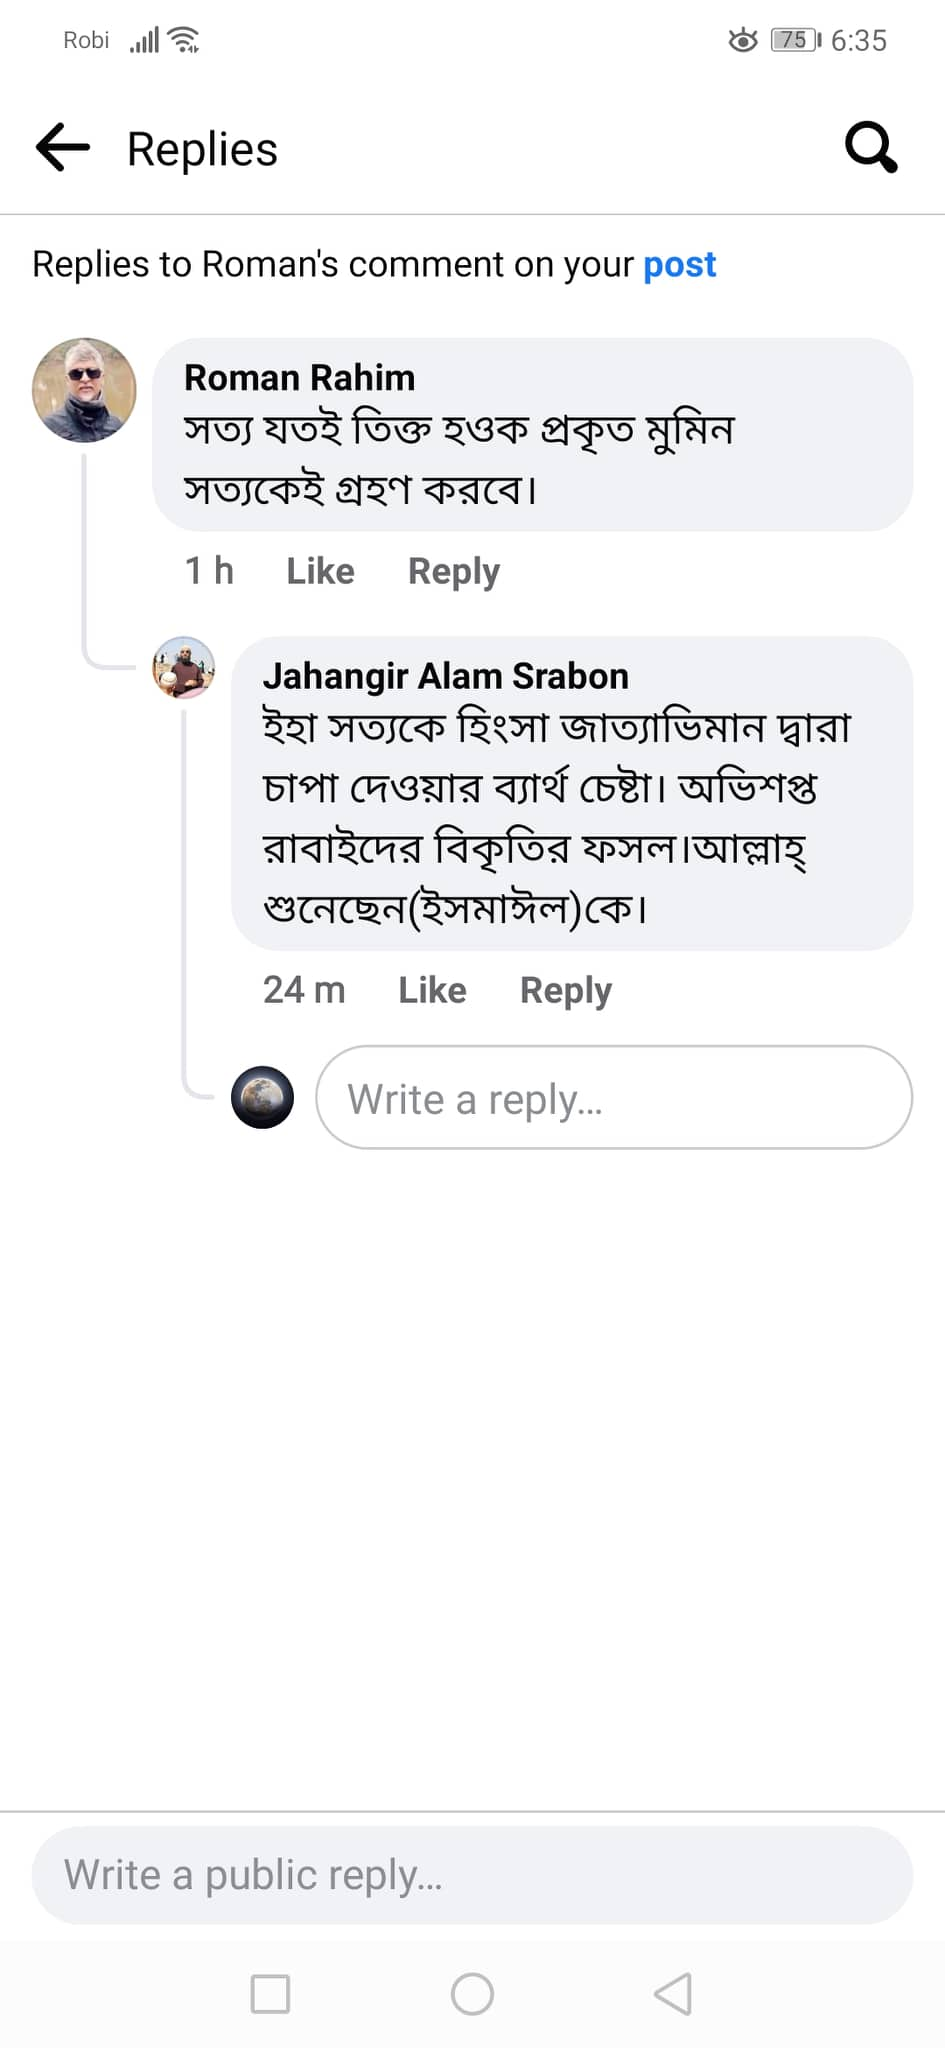 Robi 75 6:35
Replies
Replies to Roman's comment on your post
Roman Rahim
সত্য যতই তিক্ত হওক প্রকৃত মুমিন
সত্যকেই গ্রহণ করবে।
1 h Like Reply
Jahangir Alam Srabon
ইহা সত্যকে হিংসা জাত্যাভিমান দ্বারা
চাপা দেওয়ার ব্যার্থ চেষ্টা। অভিশপ্ত
রাবাইদের বিকৃতির ফসল।আল্লাহ্
শুনেছেন(ইসমাঈল)কে।
24 m Like Reply
Write a reply...
Write a public reply...